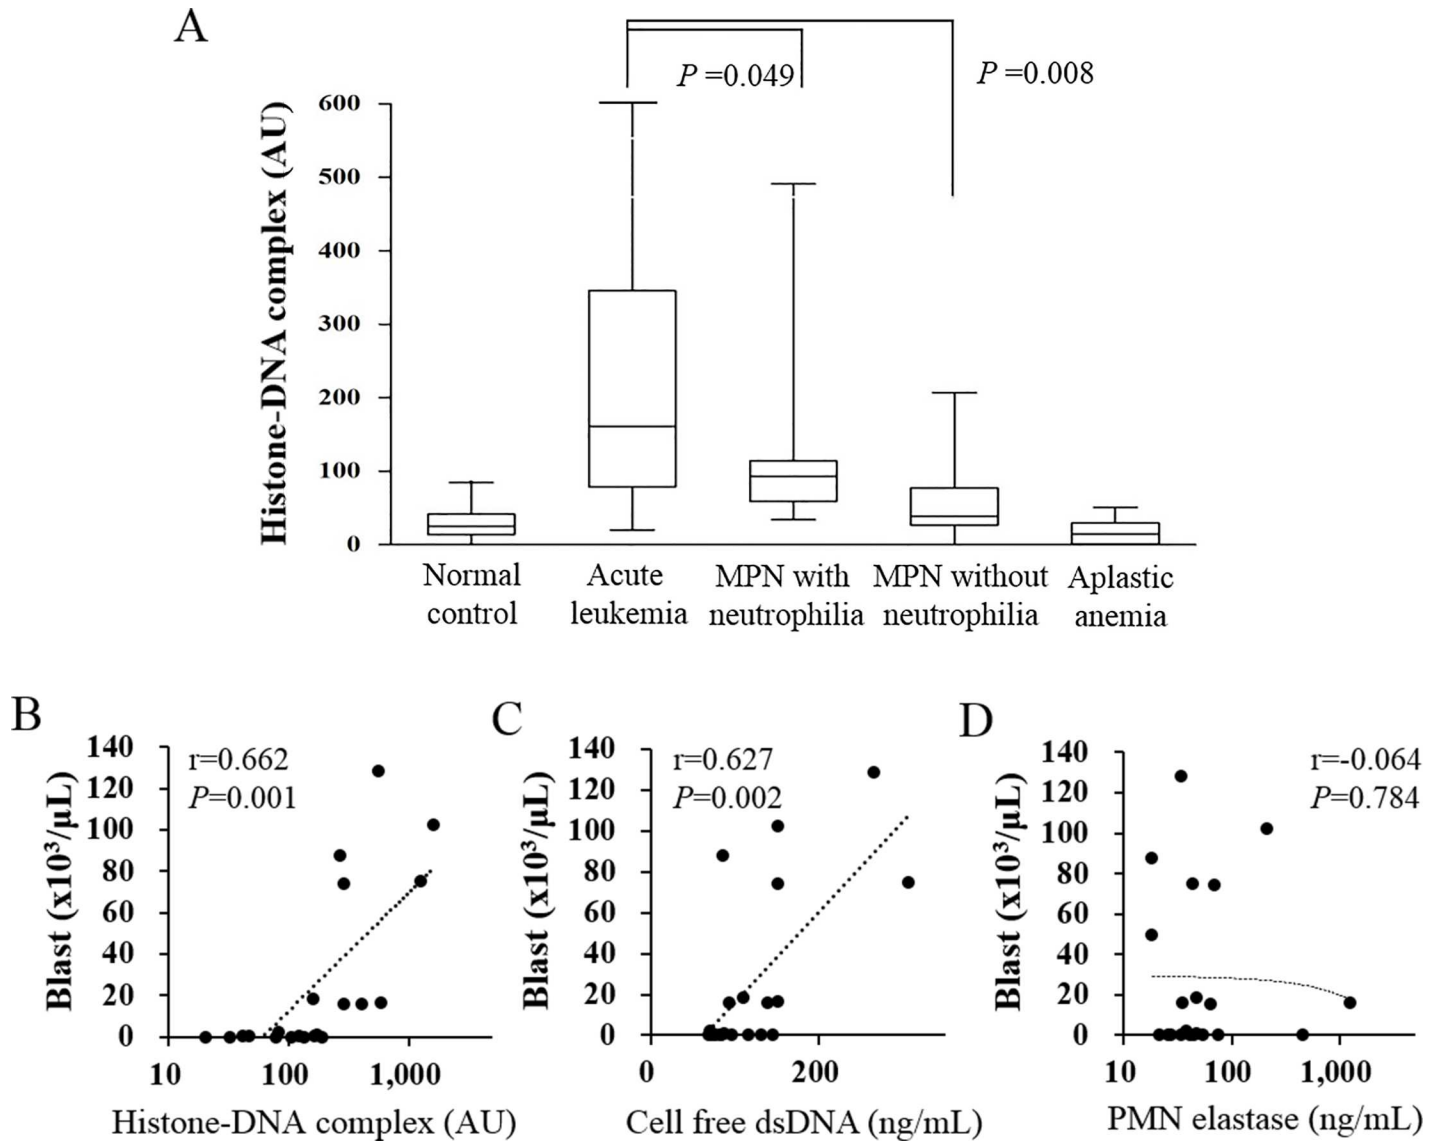 A
P =0.049
P =0.008
Histone-DNA complex (AU)
600
500
400
300
200
100
0
Normal control
Acute leukemia
MPN with neutrophilia
MPN without neutrophilia
Aplastic anemia
B
r=0.662
P=0.001
Blast (x10³/μL)
140
120
100
80
60
40
20
0
10 100 1,000
Histone-DNA complex (AU)
C
r=0.627
P=0.002
Blast (x10³/μL)
140
120
100
80
60
40
20
0
0 200
Cell free dsDNA (ng/mL)
D
r=-0.064
P=0.784
Blast (x10³/μL)
140
120
100
80
60
40
20
0
10 100 1,000
PMN elastase (ng/mL)